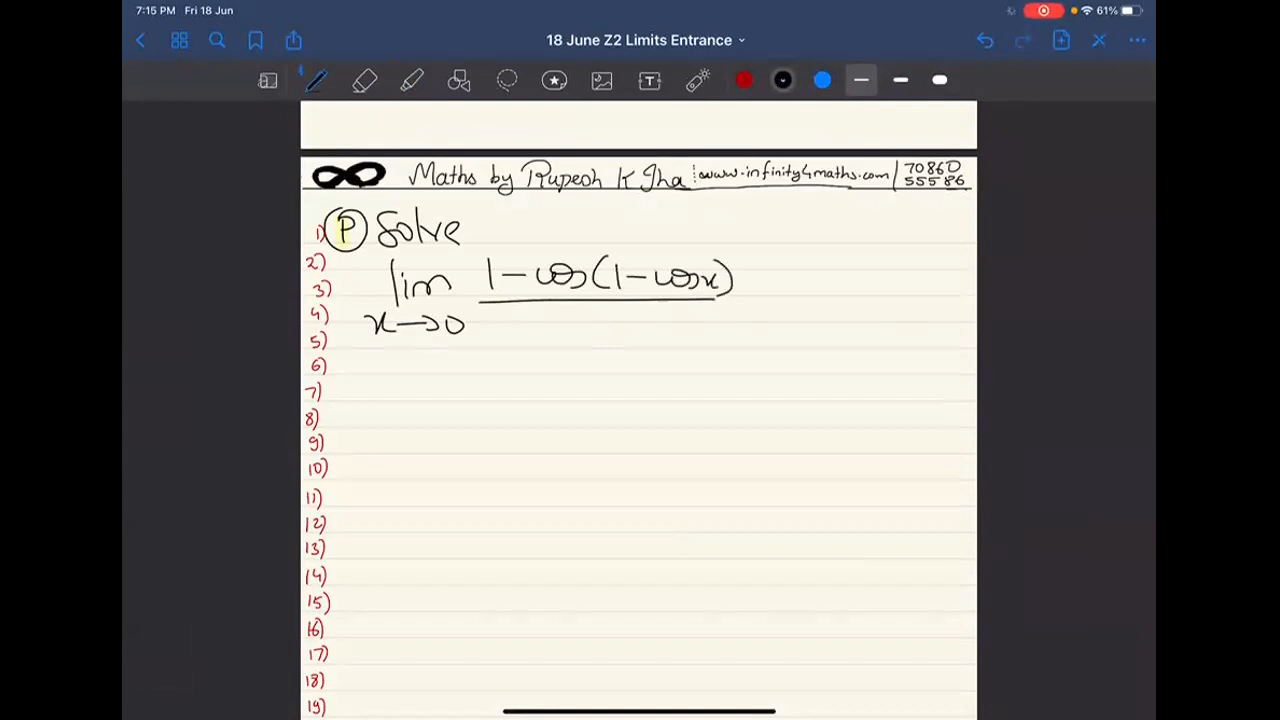 7:15 PM Fri 18 Jun 61%
18 June Z2 Limits Entrance
T
∞ Maths by Rupesh K Jha www.infinity4maths.com / 70860 55586
1) P Solve
2)
3) lim 1-cos(1-cosx)
4) x→0
5)
6)
7)
8)
9)
10)
11)
12)
13)
14)
15)
16)
17)
18)
19)